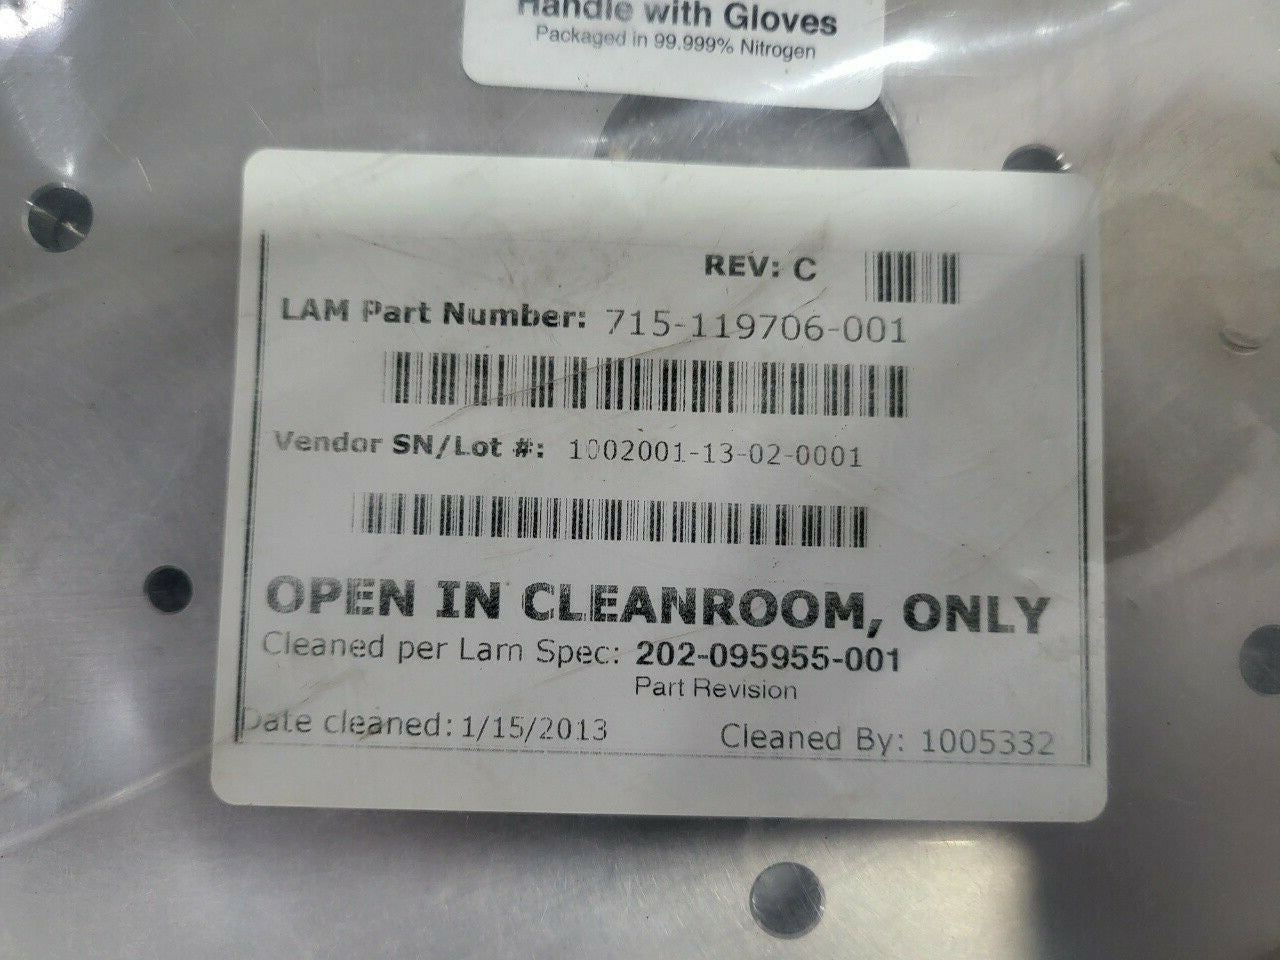 Handle with Gloves
Packaged in 99.999% Nitrogen
REV: C
LAM Part Number: 715-119706-001
Vendor SN/Lot #: 1002001-13-02-0001
OPEN IN CLEANROOM, ONLY
Cleaned per Lam Spec: 202-095955-001
Part Revision
Date cleaned: 1/15/2013 Cleaned By: 1005332